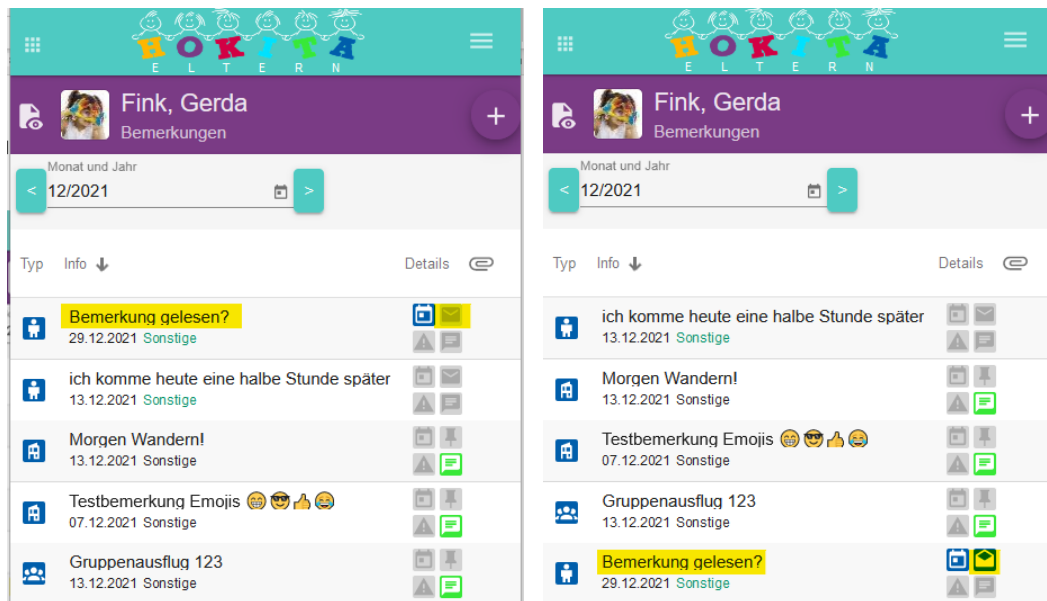 HOKITA
ELTERN
Fink, Gerda
Bemerkungen
+
Monat und Jahr
< 12/2021 >
Typ Info Details
Bemerkung gelesen?
29.12.2021 Sonstige
ich komme heute eine halbe Stunde später
13.12.2021 Sonstige
Morgen Wandern!
13.12.2021 Sonstige
Testbemerkung Emojis 😁😎👍😂
07.12.2021 Sonstige
Gruppenausflug 123
13.12.2021 Sonstige
HOKITA
ELTERN
Fink, Gerda
Bemerkungen
+
Monat und Jahr
< 12/2021 >
Typ Info Details
ich komme heute eine halbe Stunde später
13.12.2021 Sonstige
Morgen Wandern!
13.12.2021 Sonstige
Testbemerkung Emojis 😁😎👍😂
07.12.2021 Sonstige
Gruppenausflug 123
13.12.2021 Sonstige
Bemerkung gelesen?
29.12.2021 Sonstige